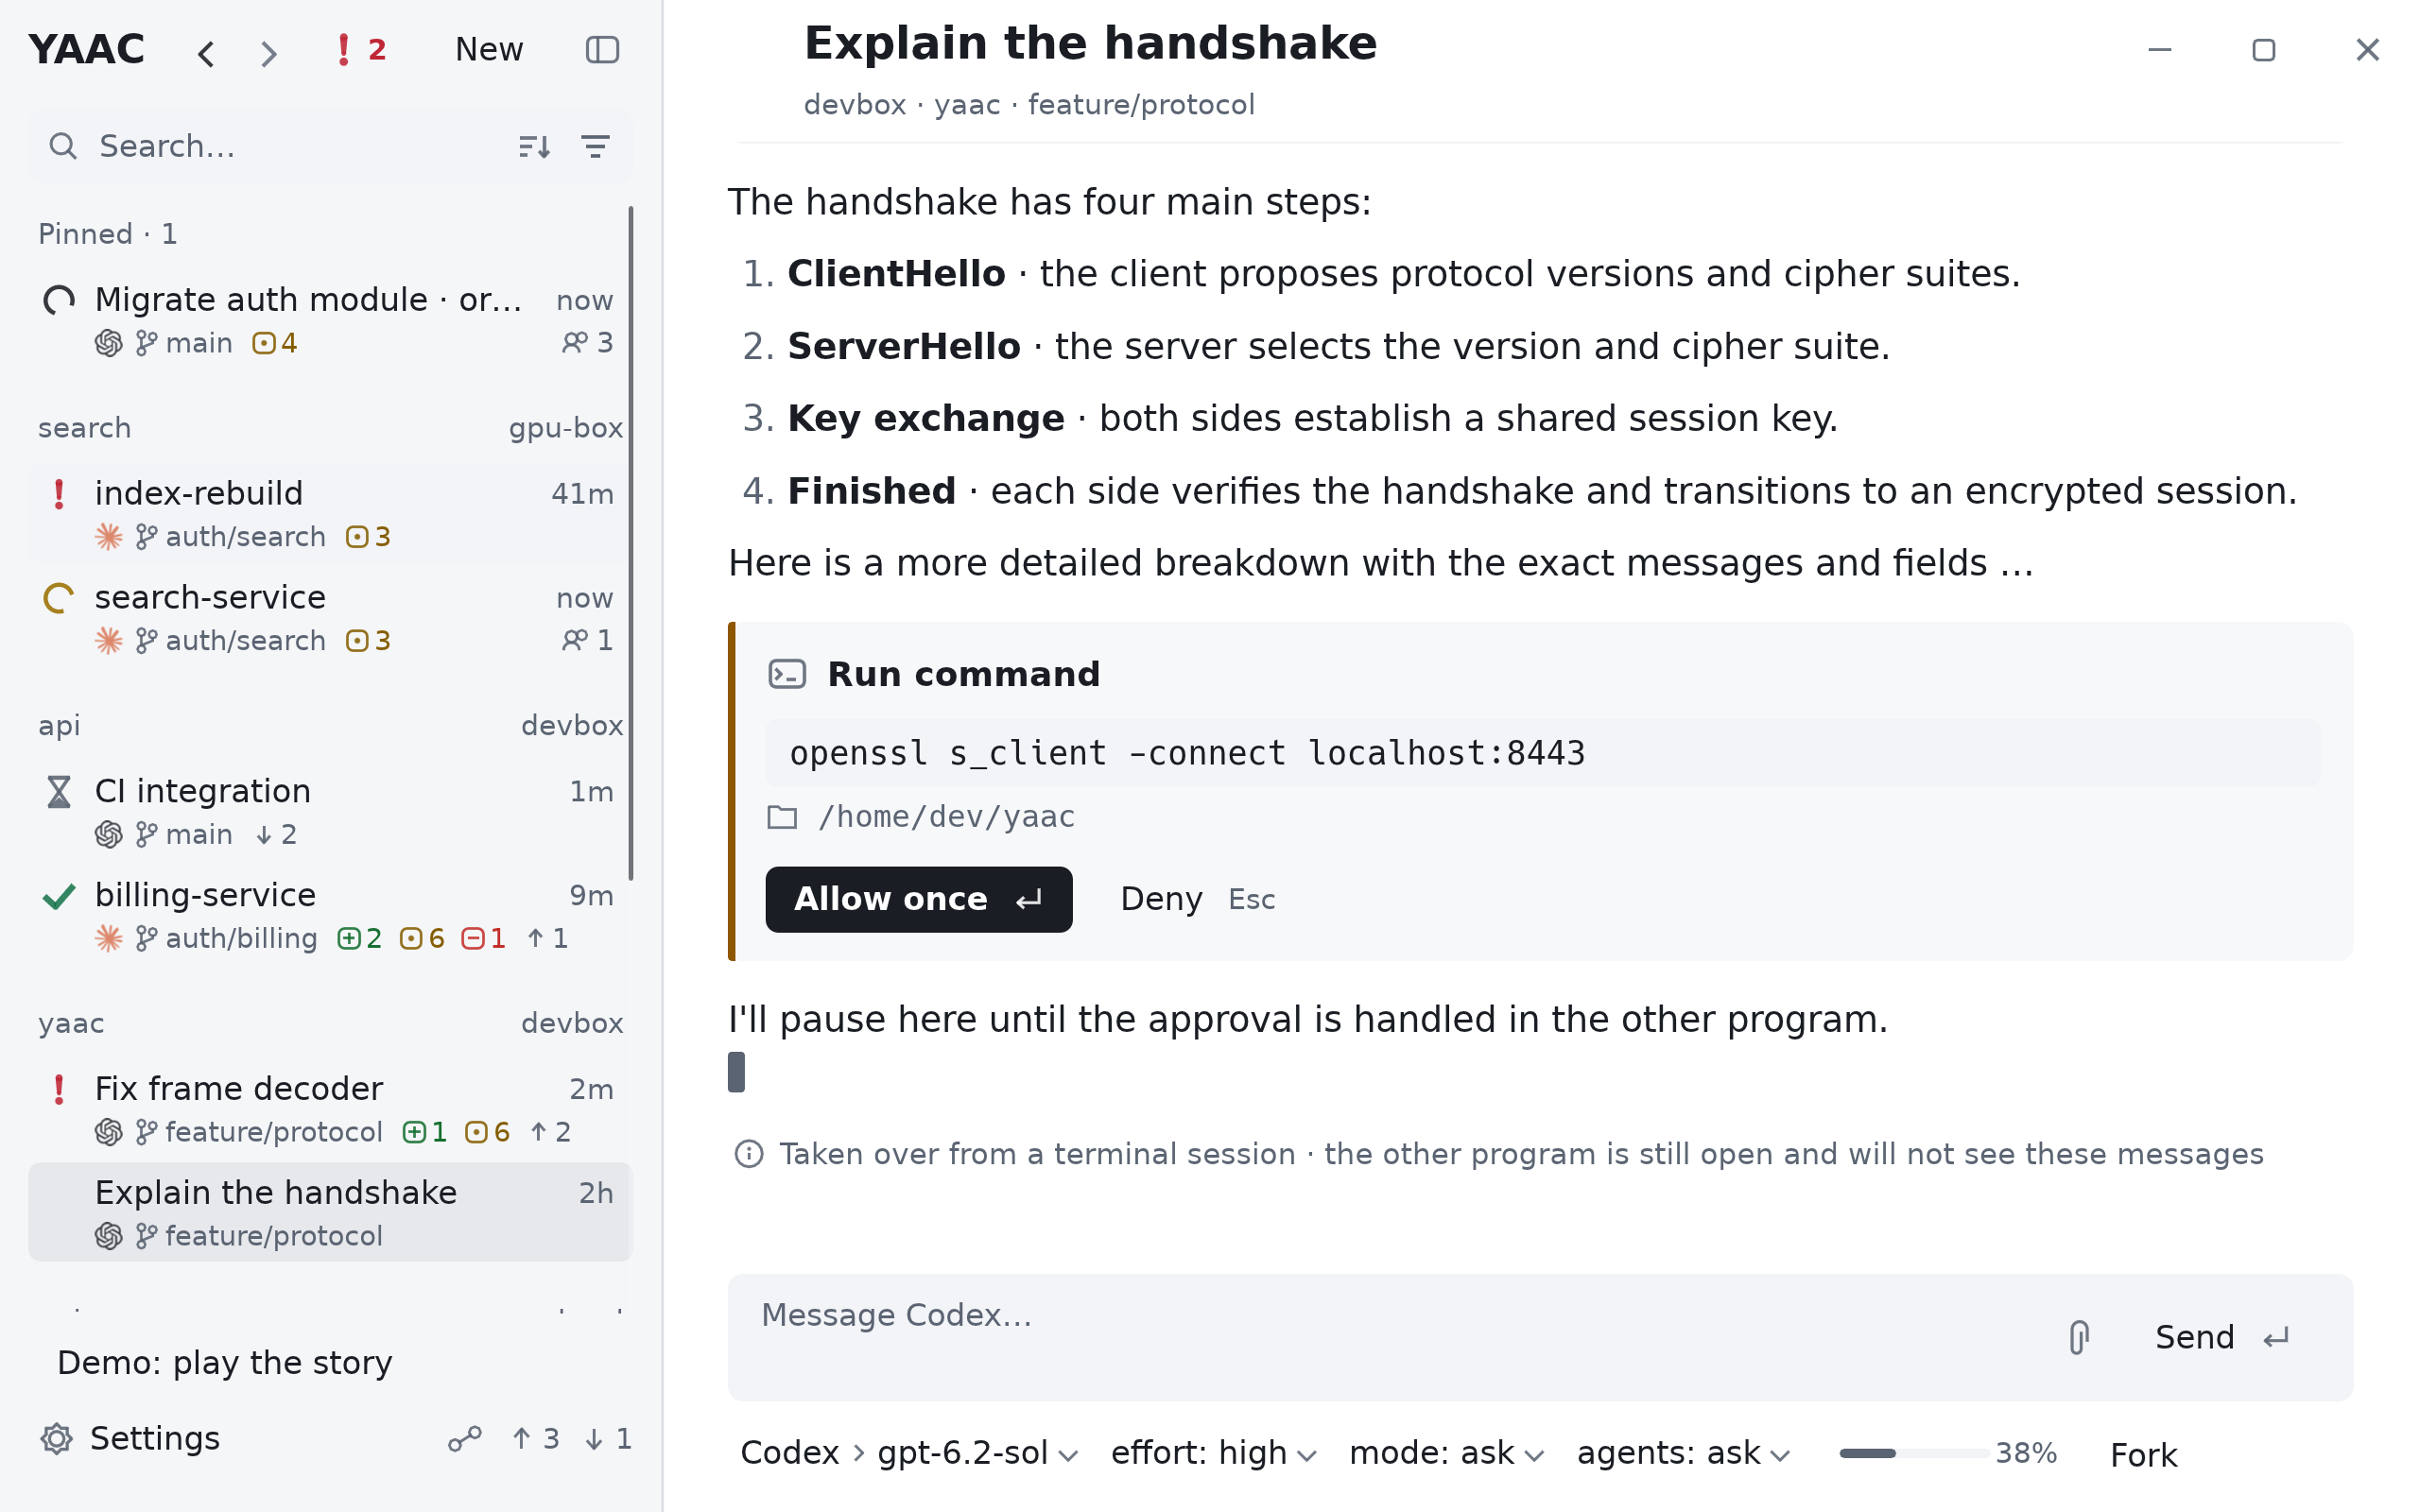 YAAC
2
New
Search...
Pinned · 1
Migrate auth module · or... now
main 4 3
search gpu-box
index-rebuild 41m
auth/search 3
search-service now
auth/search 3 1
api devbox
CI integration 1m
main ↓ 2
billing-service 9m
auth/billing 2 6 1 ↑ 1
yaac devbox
Fix frame decoder 2m
feature/protocol 1 6 ↑ 2
Explain the handshake 2h
feature/protocol
Demo: play the story
Settings ↑ 3 ↓ 1
Explain the handshake
devbox · yaac · feature/protocol
The handshake has four main steps:
1. ClientHello · the client proposes protocol versions and cipher suites.
2. ServerHello · the server selects the version and cipher suite.
3. Key exchange · both sides establish a shared session key.
4. Finished · each side verifies the handshake and transitions to an encrypted session.
Here is a more detailed breakdown with the exact messages and fields ...
Run command
openssl s_client -connect localhost:8443
/home/dev/yaac
Allow once ↵ Deny Esc
I'll pause here until the approval is handled in the other program.
Taken over from a terminal session · the other program is still open and will not see these messages
Message Codex...
Send ↵
Codex > gpt-6.2-sol effort: high mode: ask agents: ask 38% Fork